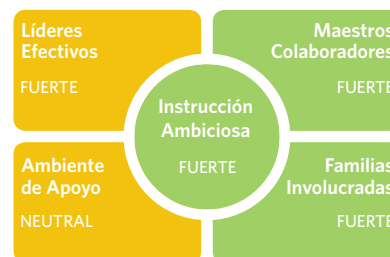 Líderes
Efectivos
FUERTE
Maestros
Colaboradores
FUERTE
Instrucción
Ambiciosa
FUERTE
Ambiente
de Apoyo
NEUTRAL
Familias
Involucradas
FUERTE